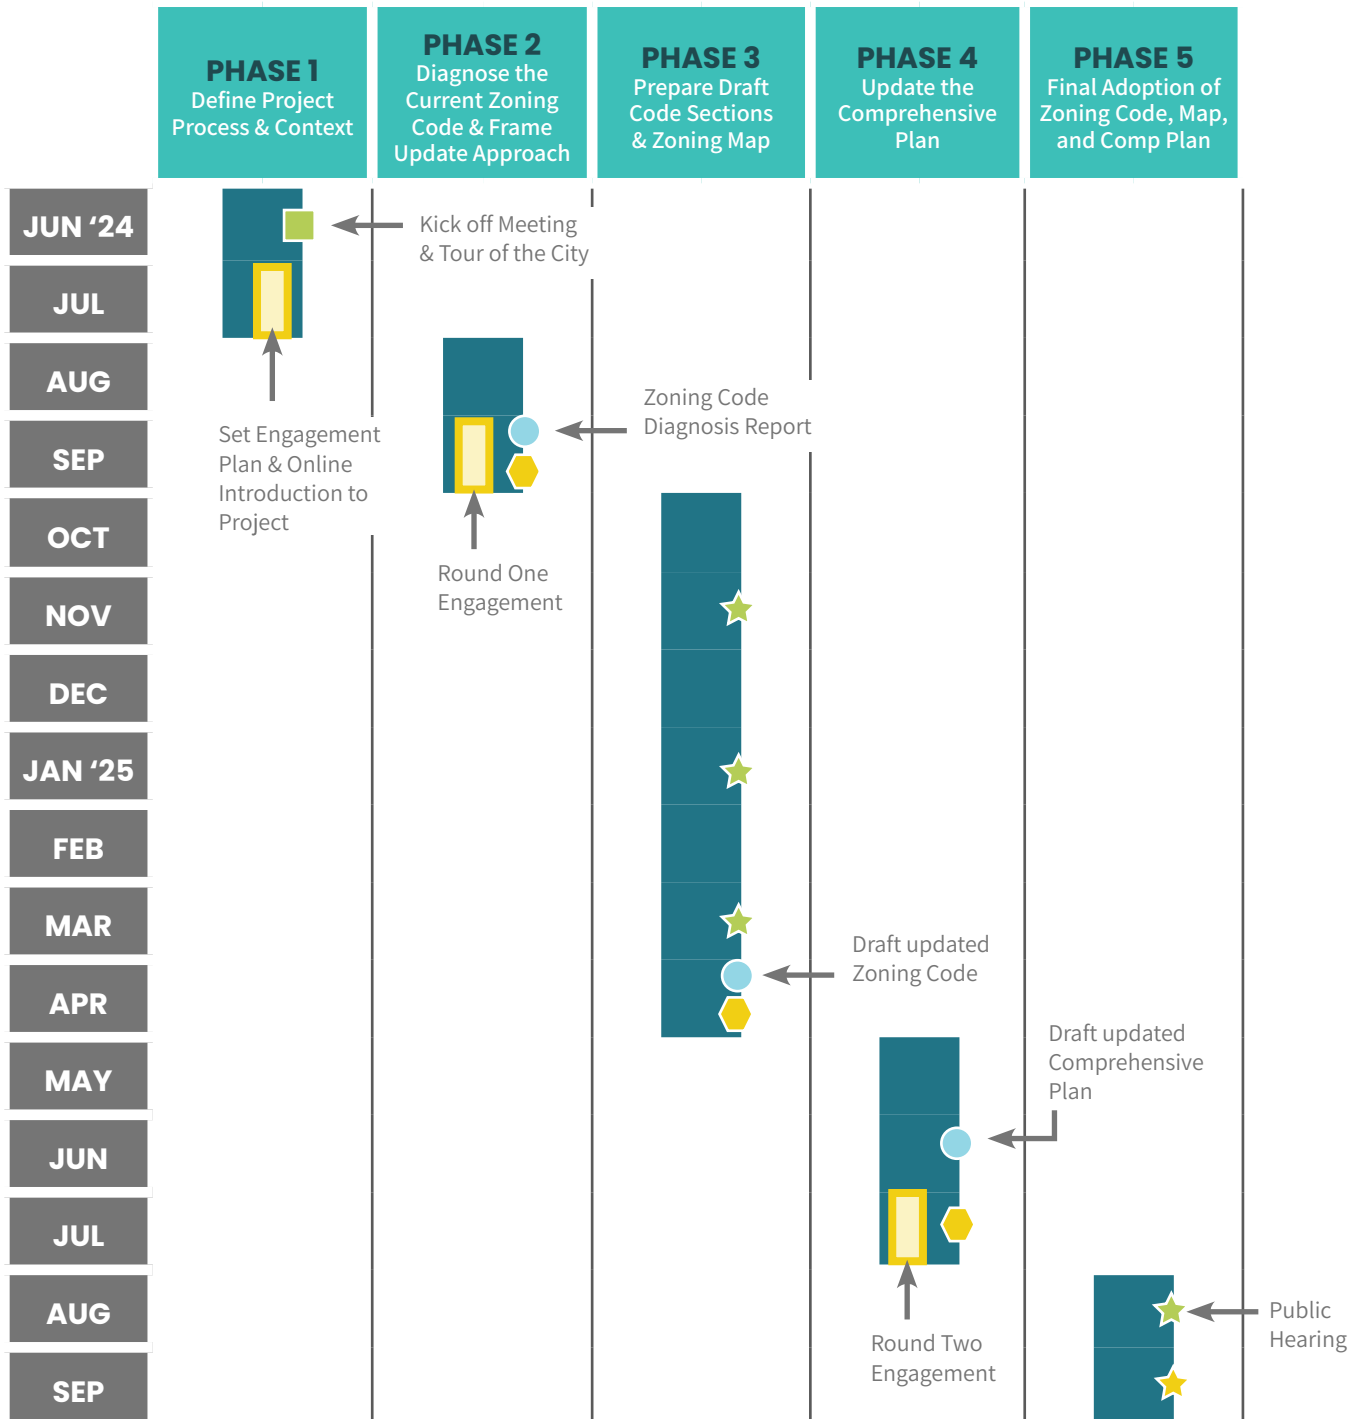 PHASE 1
Define Project
Process & Context
PHASE 2
Diagnose the
Current Zoning
Code & Frame
Update Approach
PHASE 3
Prepare Draft
Code Sections
& Zoning Map
PHASE 4
Update the
Comprehensive
Plan
PHASE 5
Final Adoption of
Zoning Code, Map,
and Comp Plan
JUN ‘24
JUL
AUG
SEP
OCT
NOV
DEC
JAN ‘25
FEB
MAR
APR
MAY
JUN
JUL
AUG
SEP
Kick off Meeting
& Tour of the City
Set Engagement
Plan & Online
Introduction to
Project
Zoning Code
Diagnosis Report
Round One
Engagement
Draft updated
Zoning Code
Draft updated
Comprehensive
Plan
Round Two
Engagement
Public
Hearing